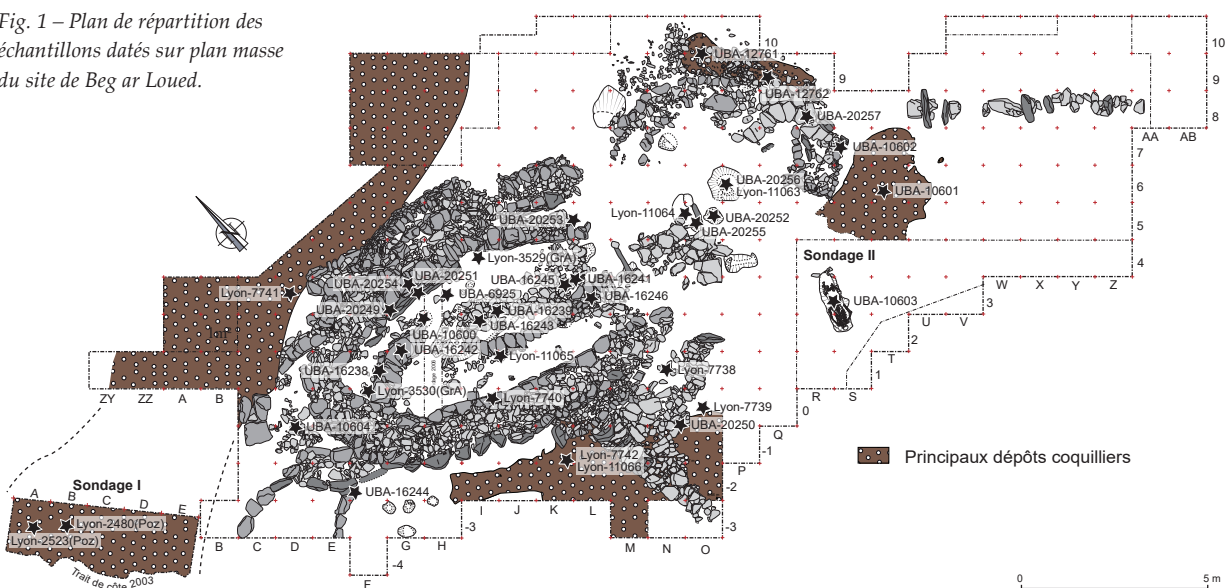 Fig. 1 – Plan de répartition des
échantillons datés sur plan masse
du site de Beg ar Loued.
10
9
UBA-12761
UBA-12762
UBA-20257
UBA-10602
UBA-10601
10
9
8
AA AB
7
6
5
4
UBA-20256
Lyon-11063
Lyon-11064
UBA-20252
UBA-20255
UBA-20253
Lyon-3529(GrA)
UBA-20251
UBA-20254
UBA-16245
UBA-16241
UBA-6925
UBA-16246
Lyon-7741
UBA-20249
UBA-16239
UBA-16243
UBA-10600
UBA-16242
Lyon-11065
UBA-16238
Lyon-3530(GrA)
Lyon-7740
UBA-10604
Lyon-7738
Lyon-7739
UBA-20250
Lyon-7742
Lyon-11066
UBA-16244
Sondage II
UBA-10603
W X Y Z
3
U V
2
T
1
R S
0
Q
-1
P
-2
-3
ZY ZZ A B
Principaux dépôts coquilliers
Sondage I
A B C D E
Lyon-2480(Poz)
Lyon-2523(Poz)
Trait de côte 2003
I J K L
-3
B C D E G H
-4
F
M N O
0 5 m